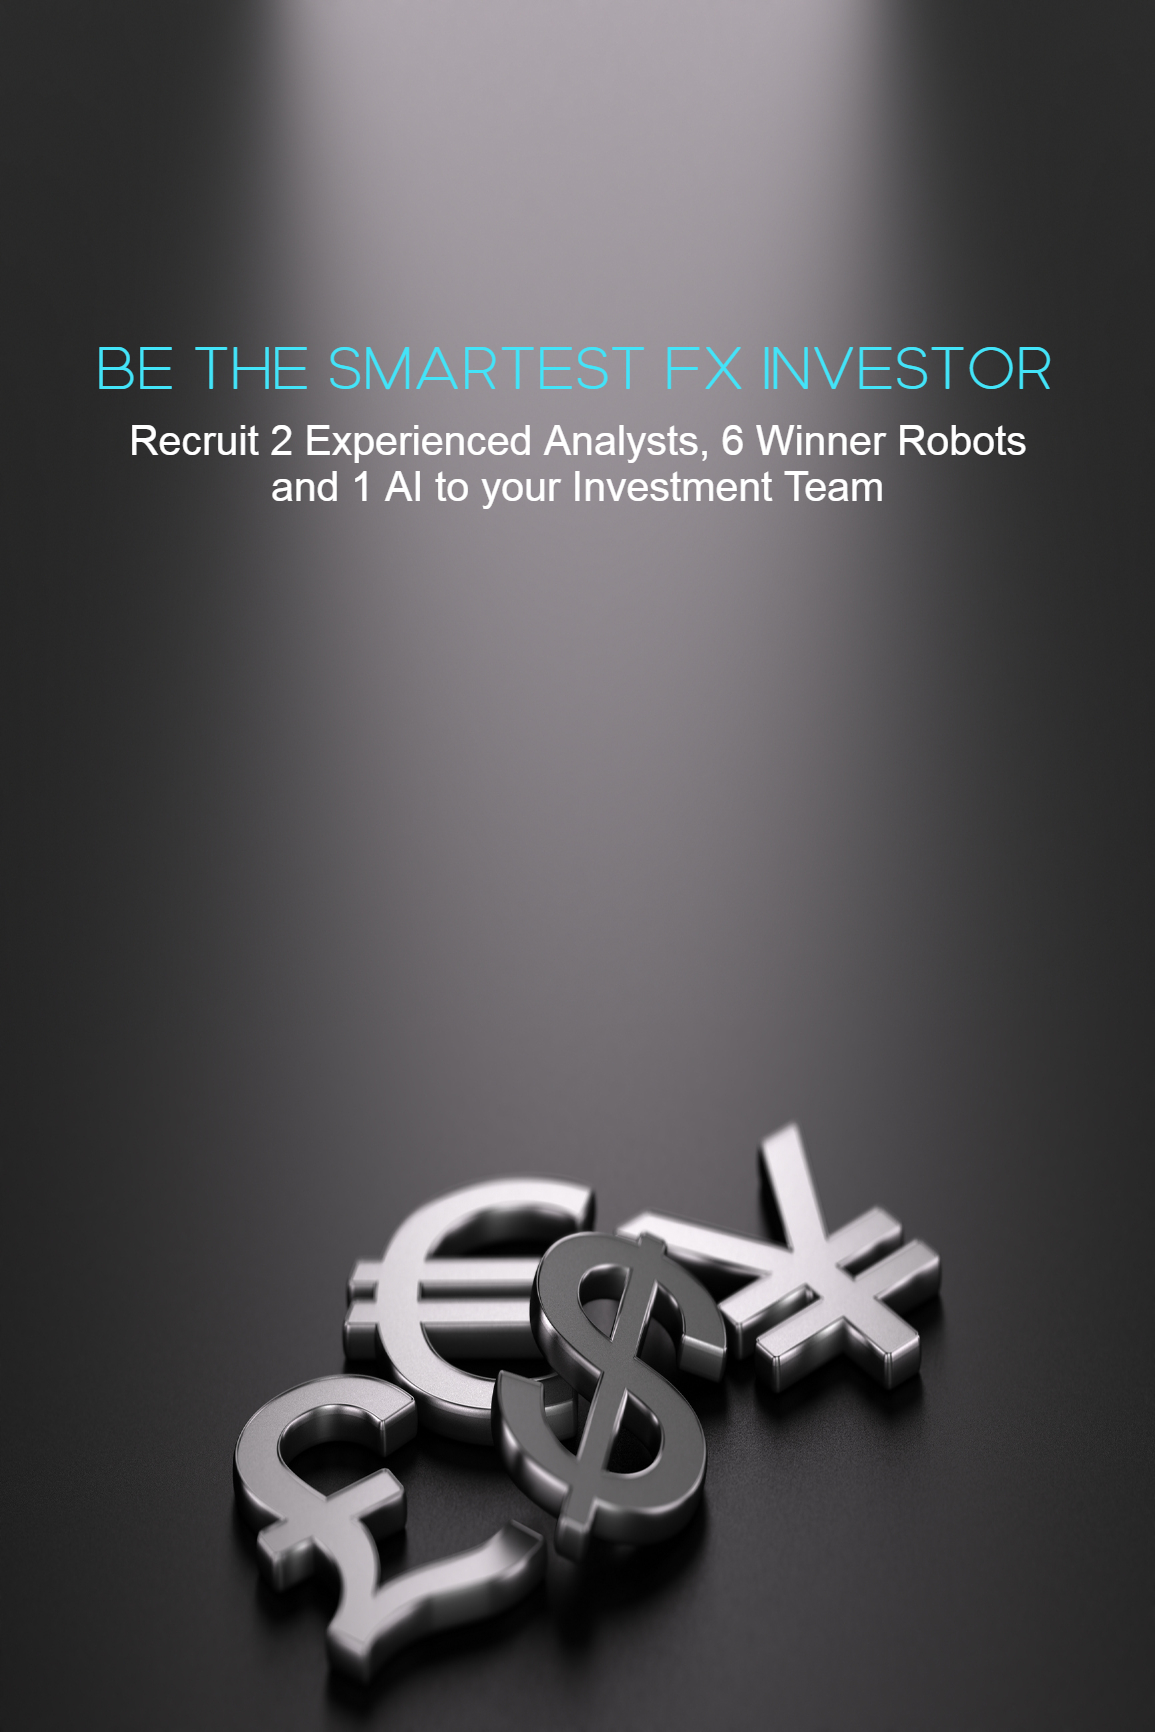 BE THE SMARTEST FX INVESTOR
Recruit 2 Experienced Analysts, 6 Winner Robots
and 1 AI to your Investment Team